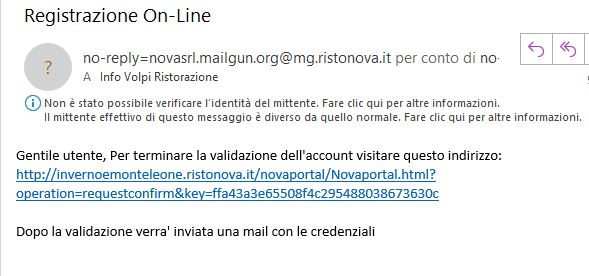 Registrazione On-Line
?
no-reply=novasrl.mailgun.org@mg.ristonova.it per conto di no-
A Info Volpi Ristorazione
Non è stato possibile verificare l'identità del mittente. Fare clic qui per altre informazioni.
Il mittente effettivo di questo messaggio è diverso da quello normale. Fare clic qui per altre informazioni.
Gentile utente, Per terminare la validazione dell'account visitare questo indirizzo:
http://invernoemonteleone.ristonova.it/novaportal/Novaportal.html?
operation=requestconfirm&key=ffa43a3e65508f4c295488038673630c
Dopo la validazione verra' inviata una mail con le credenziali